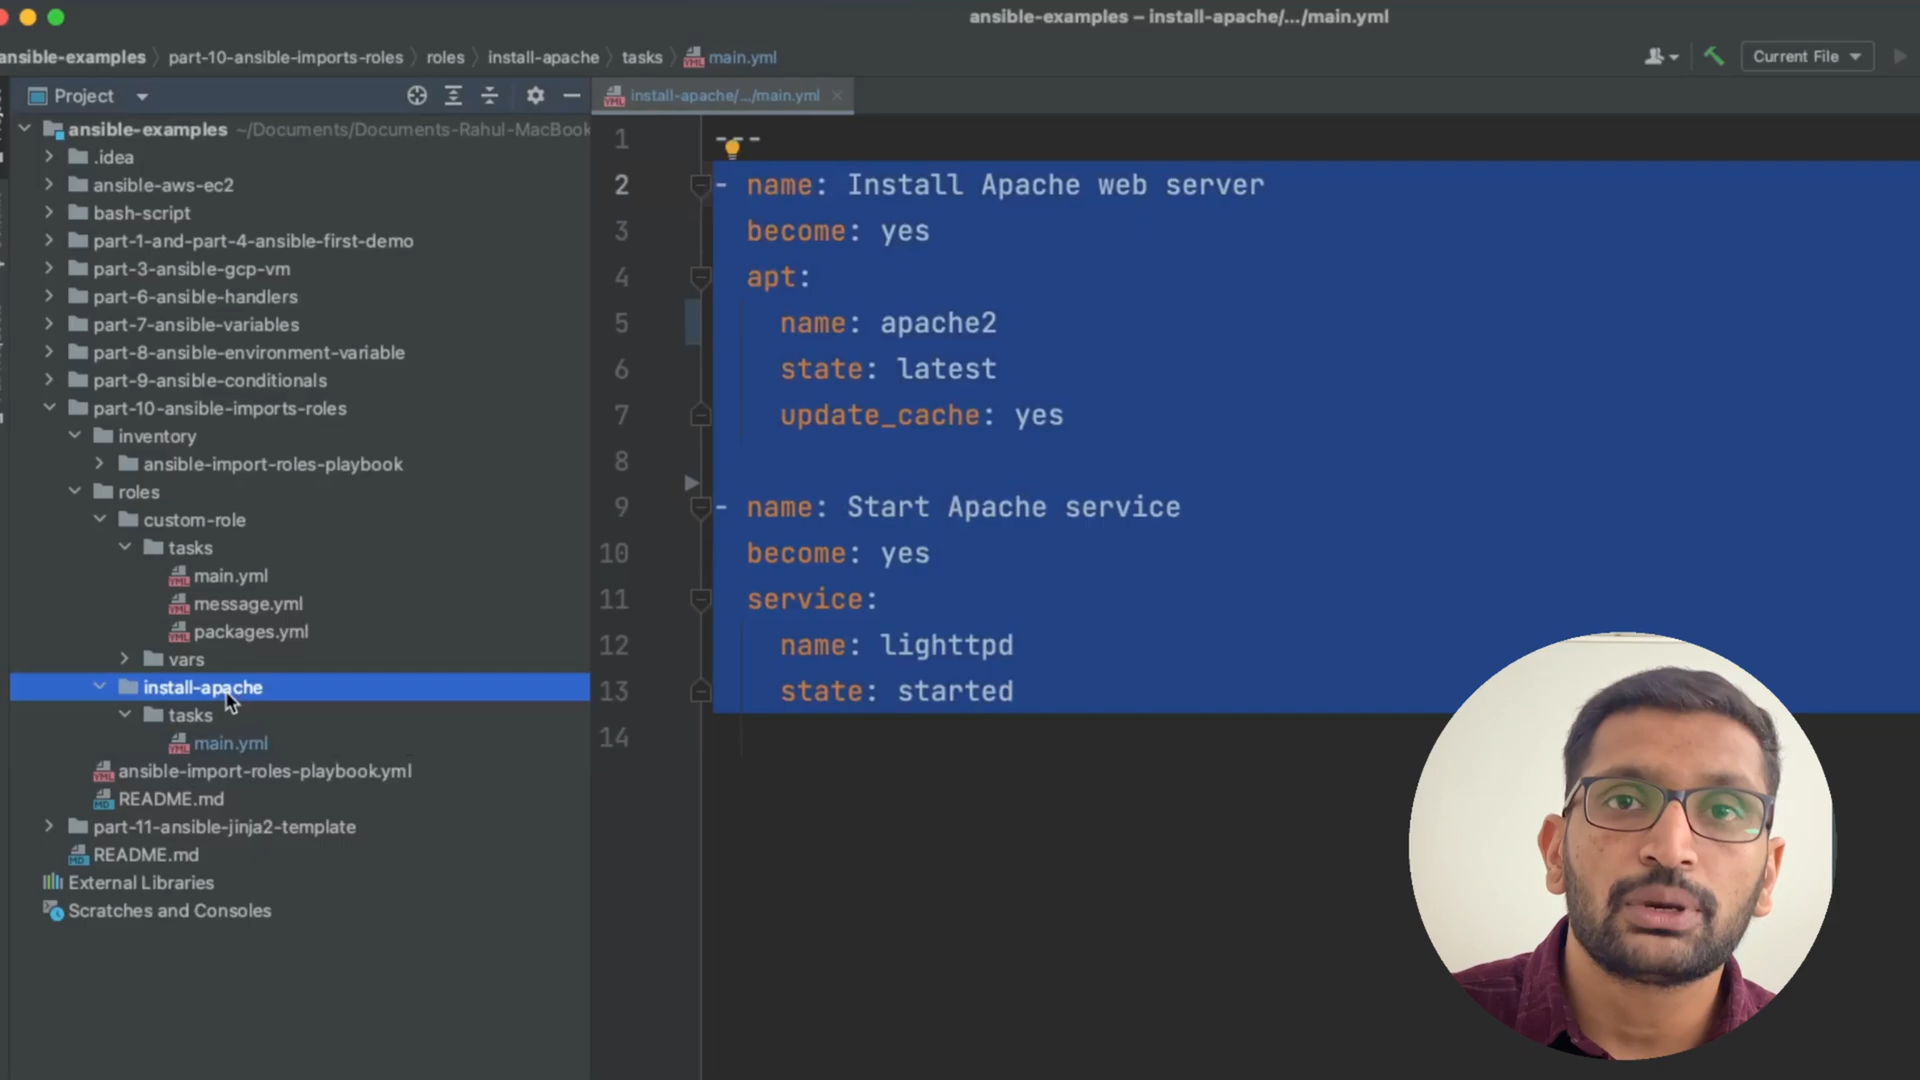 ansible-examples – install-apache/.../main.yml
ansible-examples part-10-ansible-imports-roles roles install-apache tasks main.yml
Current File
Project
install-apache/.../main.yml
ansible-examples ~/Documents/Documents-Rahul-MacBook
.idea
ansible-aws-ec2
bash-script
part-1-and-part-4-ansible-first-demo
part-3-ansible-gcp-vm
part-6-ansible-handlers
part-7-ansible-variables
part-8-ansible-environment-variable
part-9-ansible-conditionals
part-10-ansible-imports-roles
inventory
ansible-import-roles-playbook
roles
custom-role
tasks
main.yml
message.yml
packages.yml
vars
install-apache
tasks
main.yml
ansible-import-roles-playbook.yml
README.md
part-11-ansible-jinja2-template
README.md
External Libraries
Scratches and Consoles
1 ---
2 - name: Install Apache web server
3 become: yes
4 apt:
5 name: apache2
6 state: latest
7 update_cache: yes
8
9 - name: Start Apache service
10 become: yes
11 service:
12 name: lighttpd
13 state: started
14